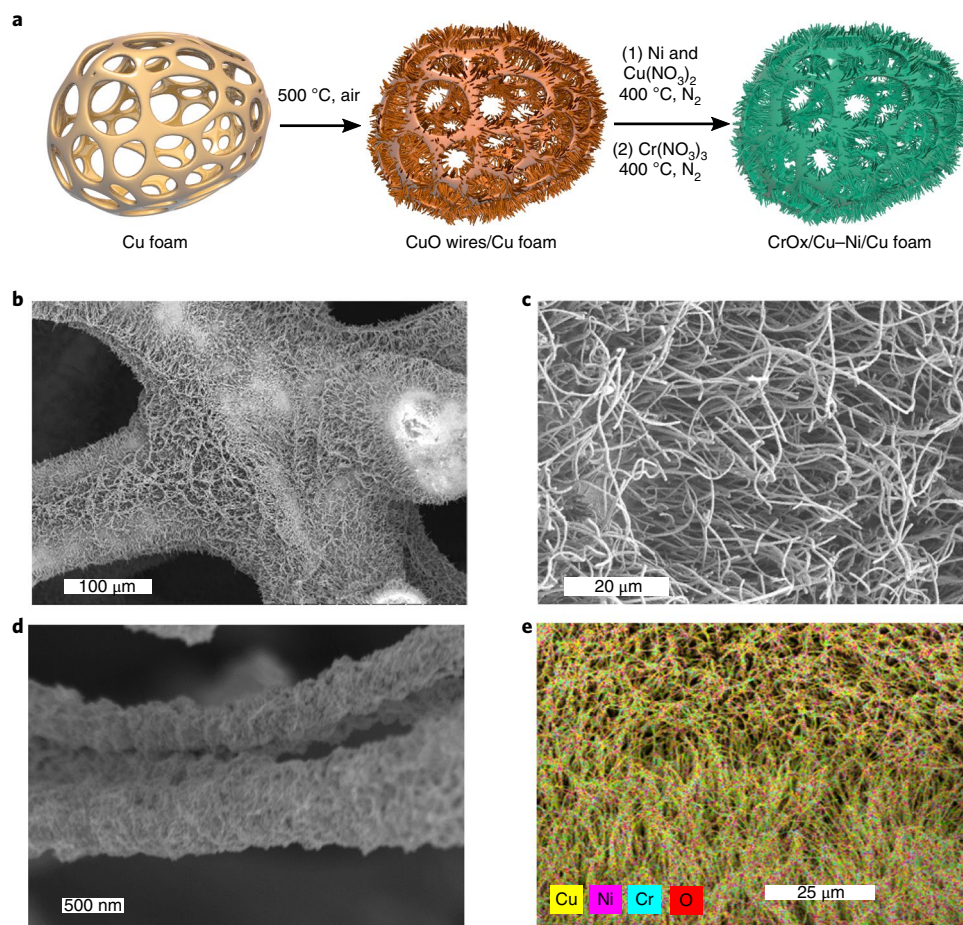 a
500 °C, air
(1) Ni and
Cu(NO₃)₂
400 °C, N₂
(2) Cr(NO₃)₃
400 °C, N₂
Cu foam
CuO wires/Cu foam
CrOx/Cu–Ni/Cu foam
b
100 μm
c
20 μm
d
500 nm
e
Cu Ni Cr O
25 μm